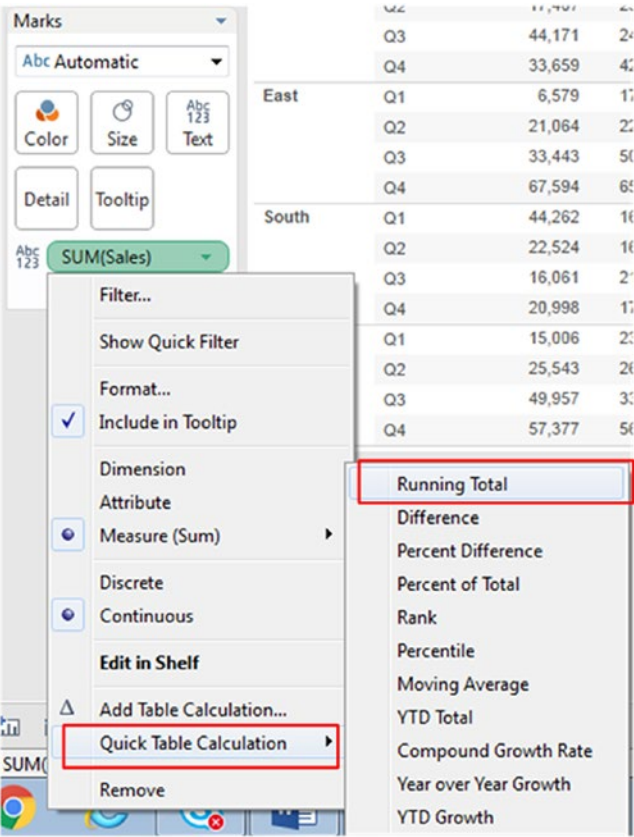 Marks
Abc Automatic
Color
Size
Abc 123 Text
Detail
Tooltip
Abc 123 SUM(Sales)
Q3 44,171
Q4 33,659
East Q1 6,579
Q2 21,064
Q3 33,443
Q4 67,594
South Q1 44,262
Q2 22,524
Q3 16,061
Q4 20,998
Q1 15,006
Q2 25,543
Q3 49,957
Q4 57,377
Filter...
Show Quick Filter
Format...
Include in Tooltip
Dimension
Attribute
Measure (Sum)
Discrete
Continuous
Edit in Shelf
Δ Add Table Calculation...
Quick Table Calculation
Remove
Running Total
Difference
Percent Difference
Percent of Total
Rank
Percentile
Moving Average
YTD Total
Compound Growth Rate
Year over Year Growth
YTD Growth
SUM(